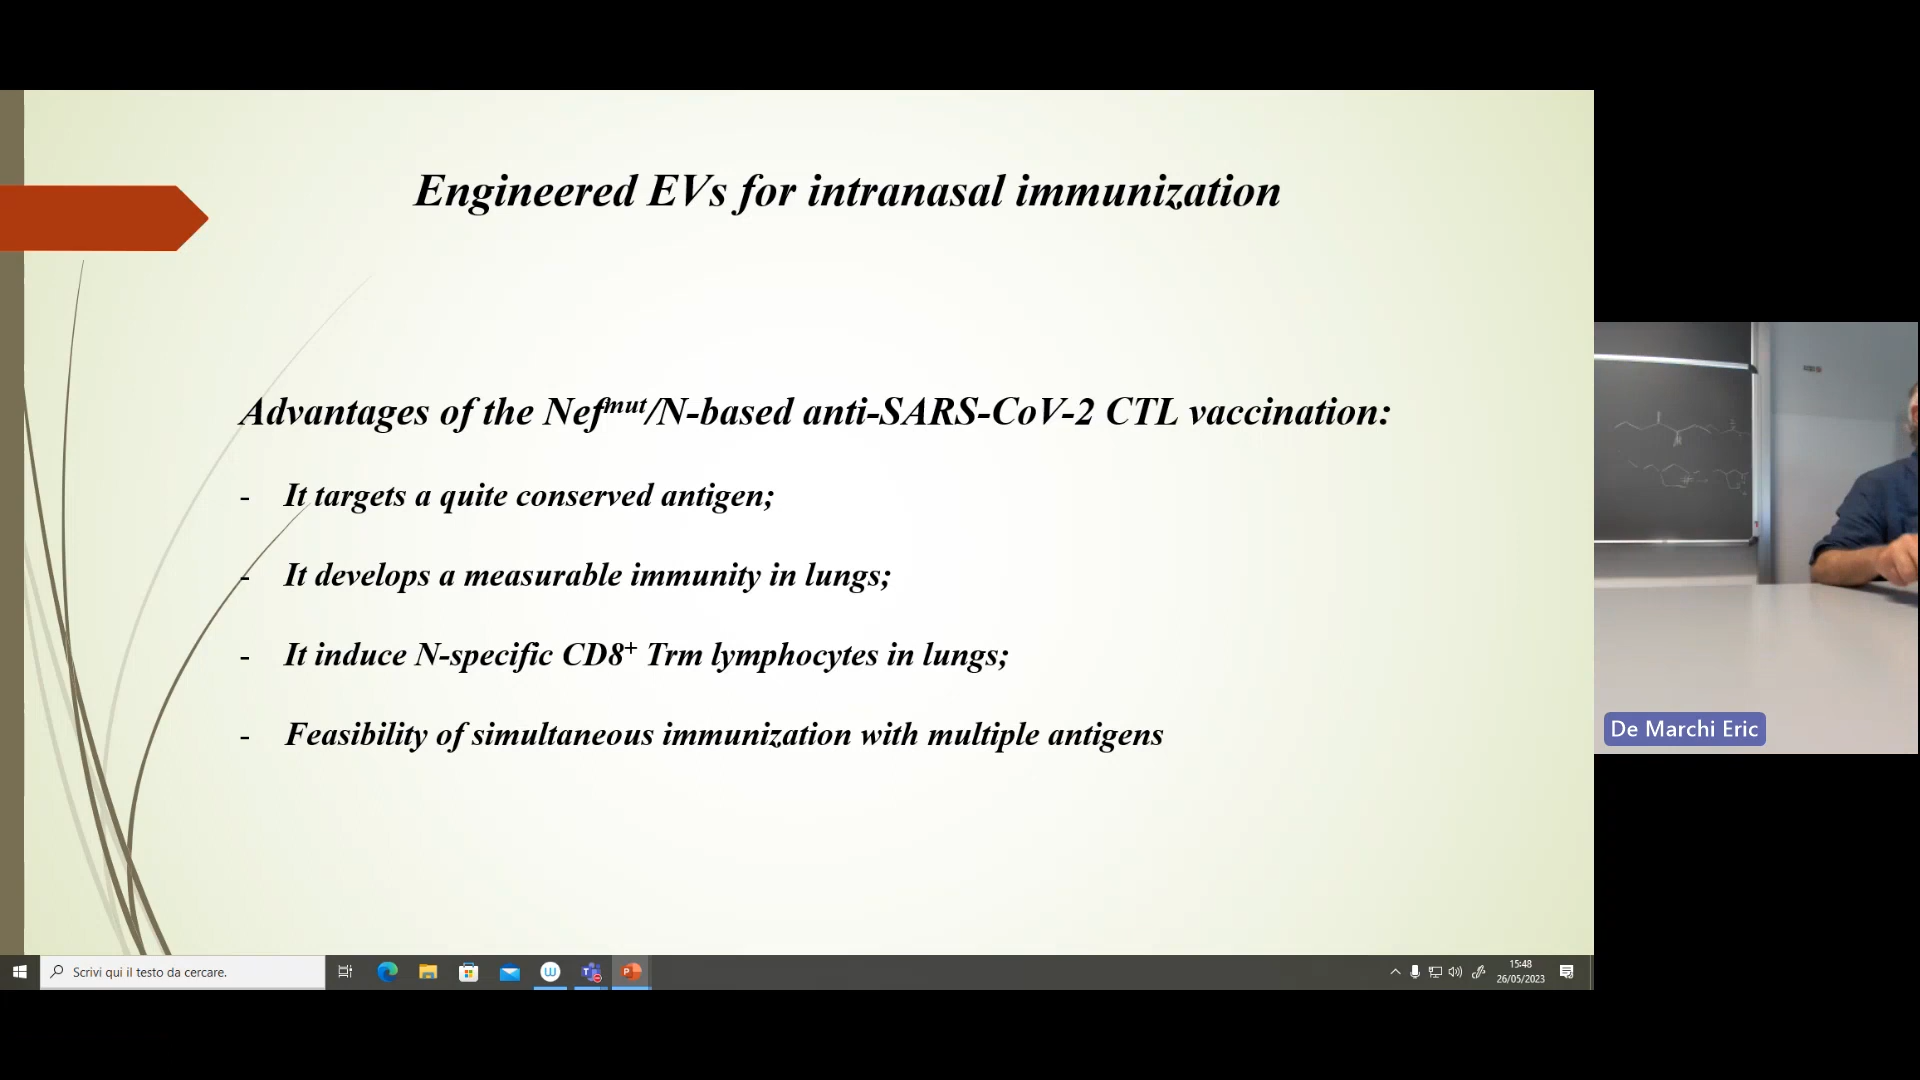 Engineered EVs for intranasal immunization
Advantages of the Nefᵐᵘᵗ/N-based anti-SARS-CoV-2 CTL vaccination:
- It targets a quite conserved antigen;
- It develops a measurable immunity in lungs;
- It induce N-specific CD8⁺ Trm lymphocytes in lungs;
- Feasibility of simultaneous immunization with multiple antigens
De Marchi Eric
Scrivi qui il testo da cercare.
15:48
26/05/2023